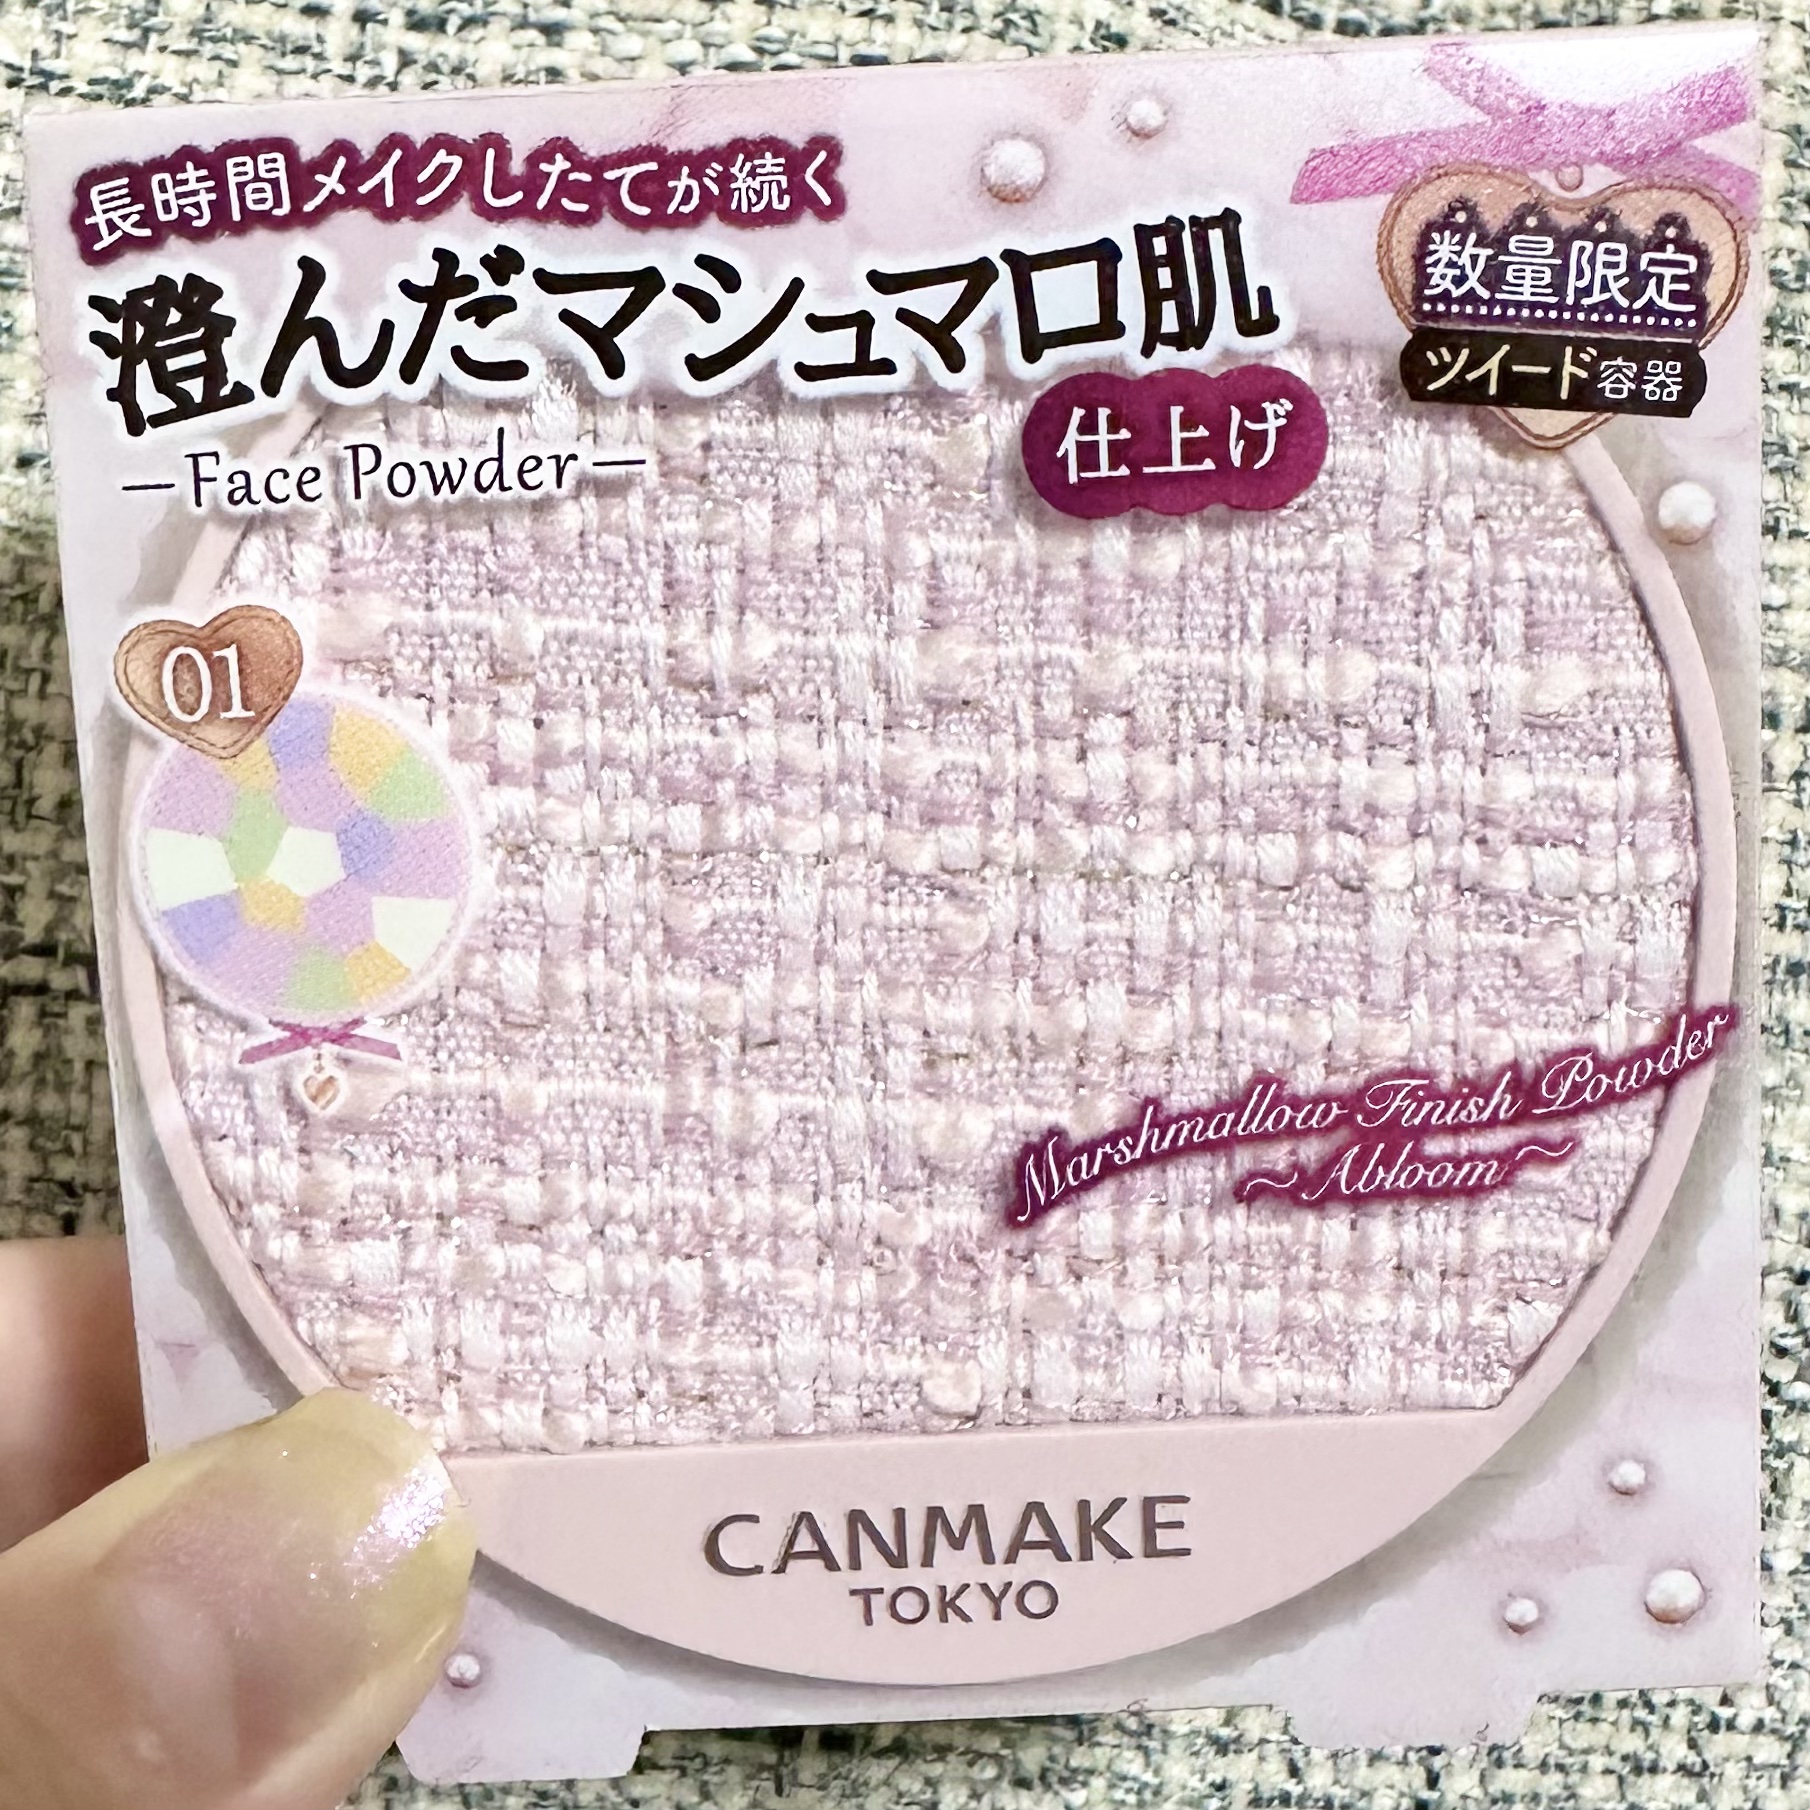 長時間メイクしたてが続く
澄んだマシュマロ肌
仕上げ
—Face Powder—
数量限定
ツイード容器
01
Marshmallow Finish Powder
～Abloom～
CANMAKE
TOKYO